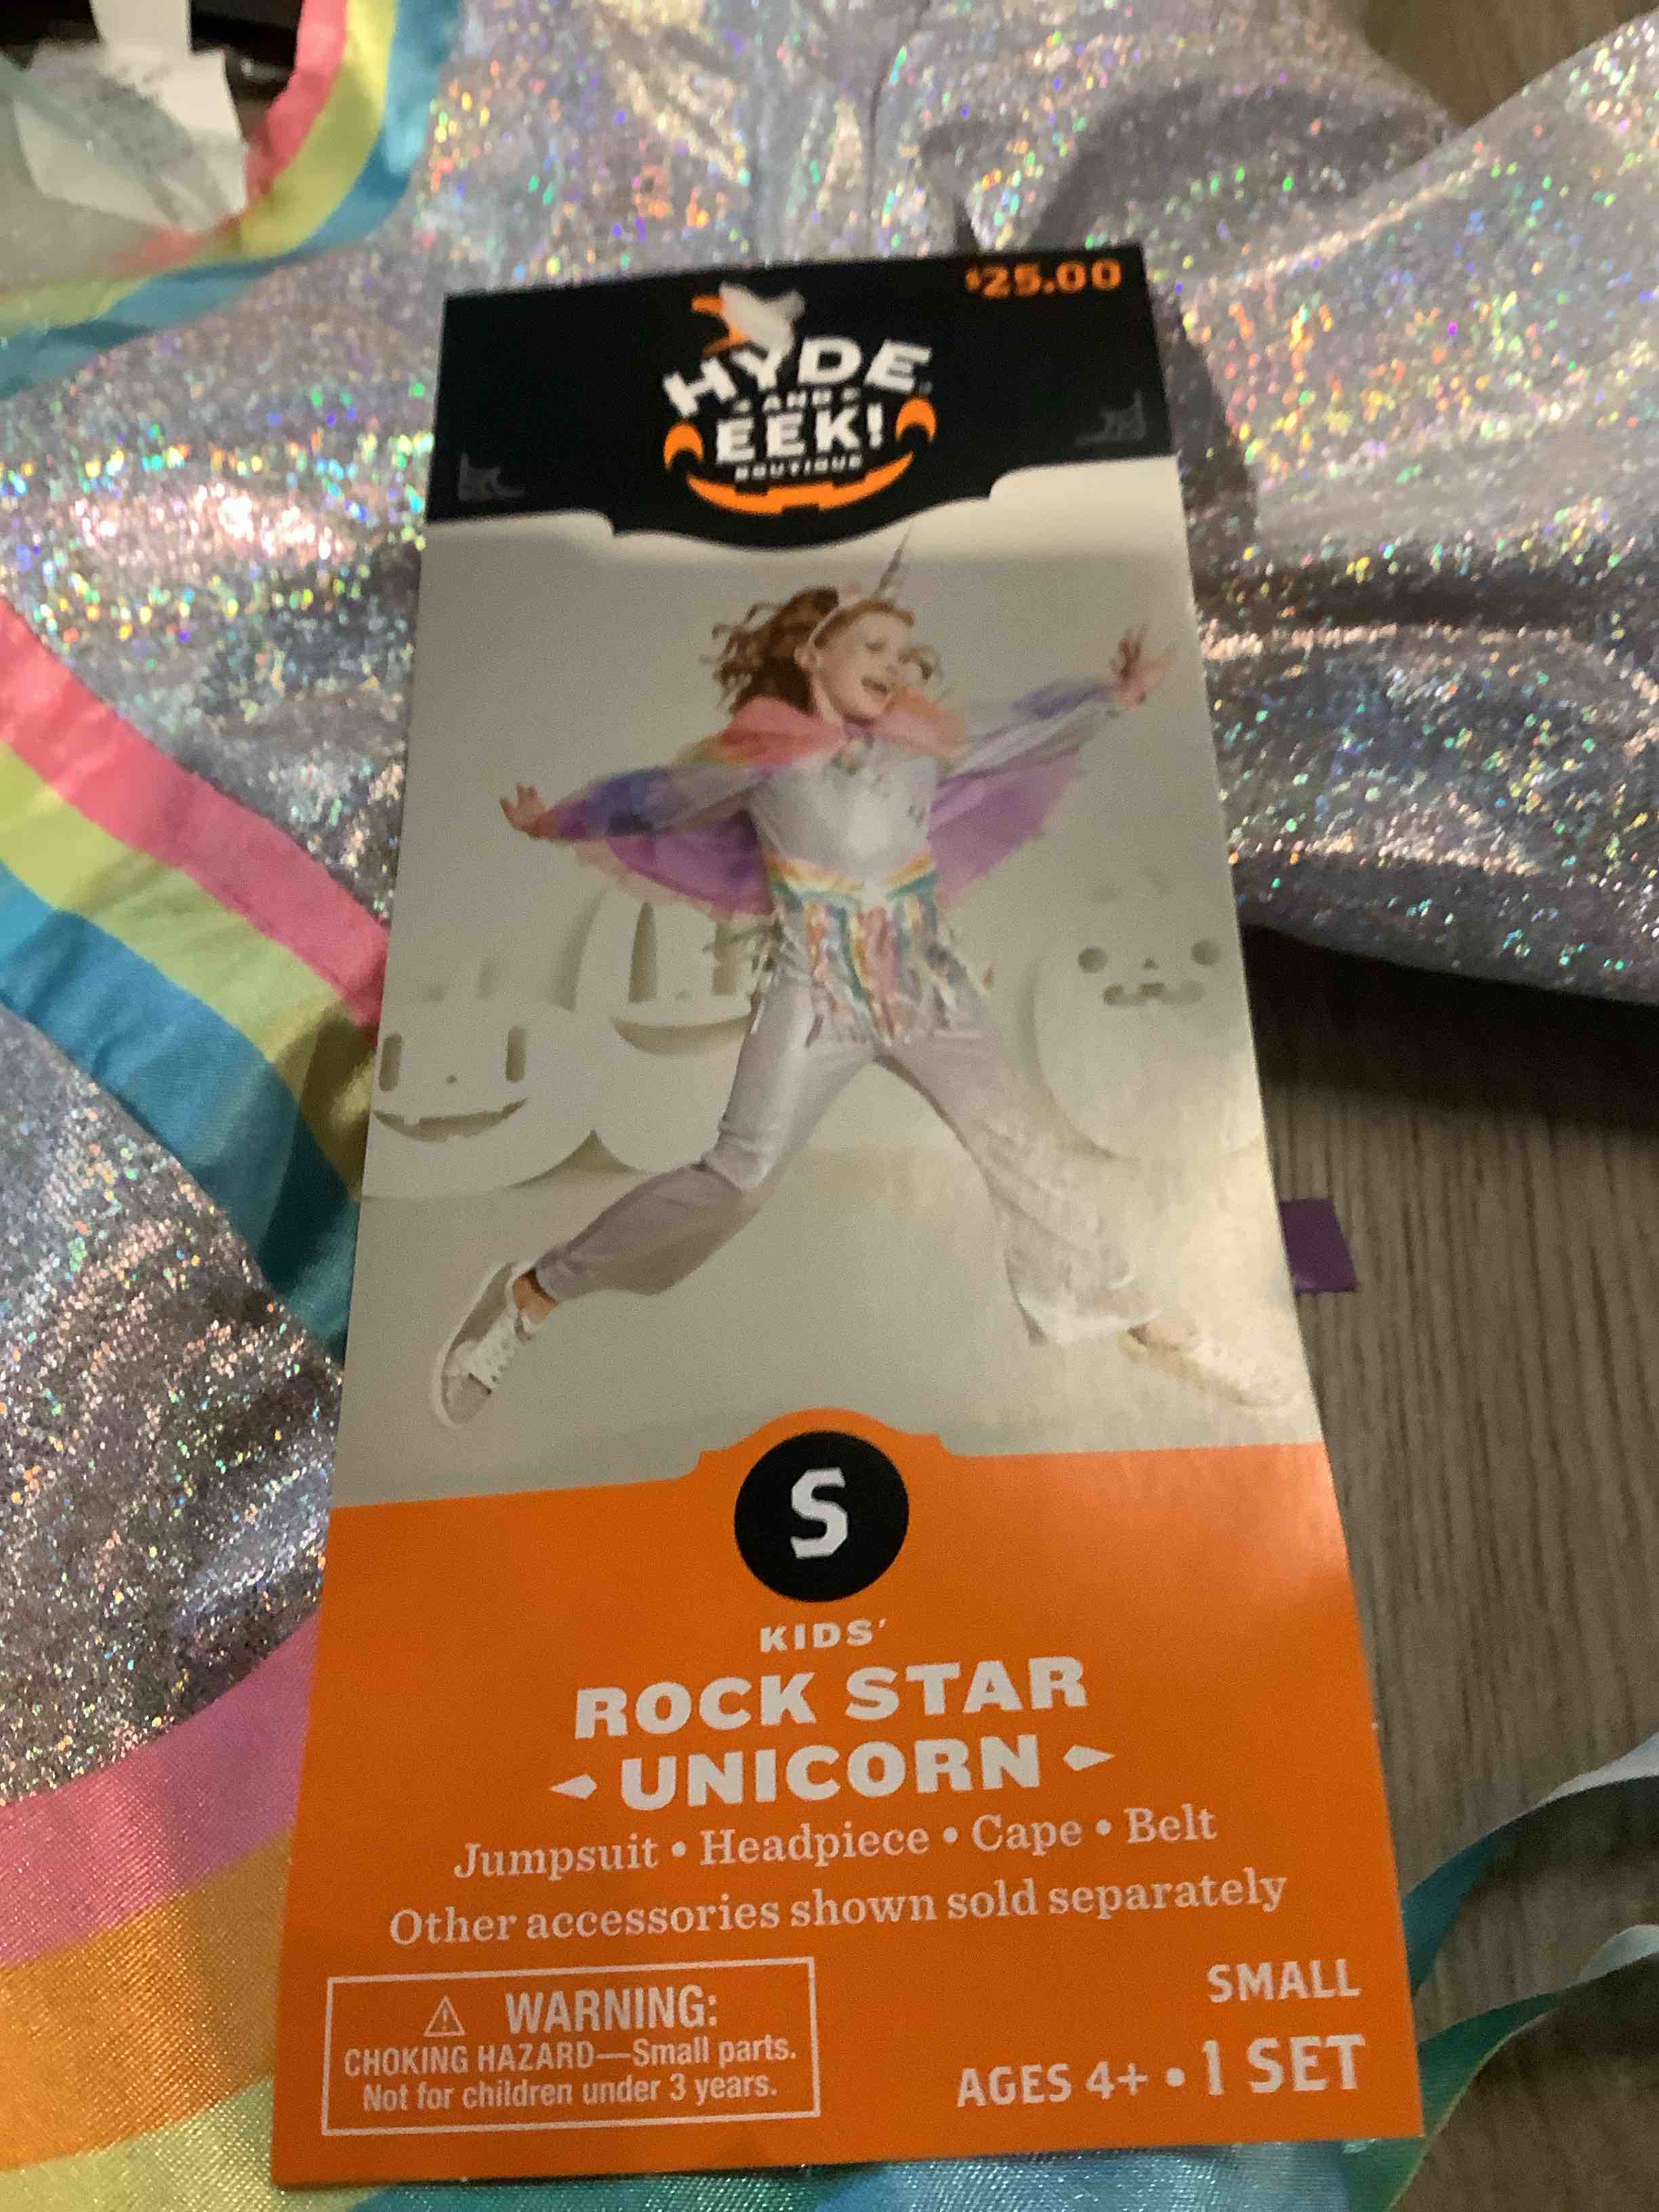 $25.00
HYDE
AND
EEK!
BOUTIQUE
S
KIDS'
ROCK STAR
UNICORN
Jumpsuit • Headpiece • Cape • Belt
Other accessories shown sold separately
⚠ WARNING:
CHOKING HAZARD—Small parts.
Not for children under 3 years.
SMALL
AGES 4+ • 1 SET